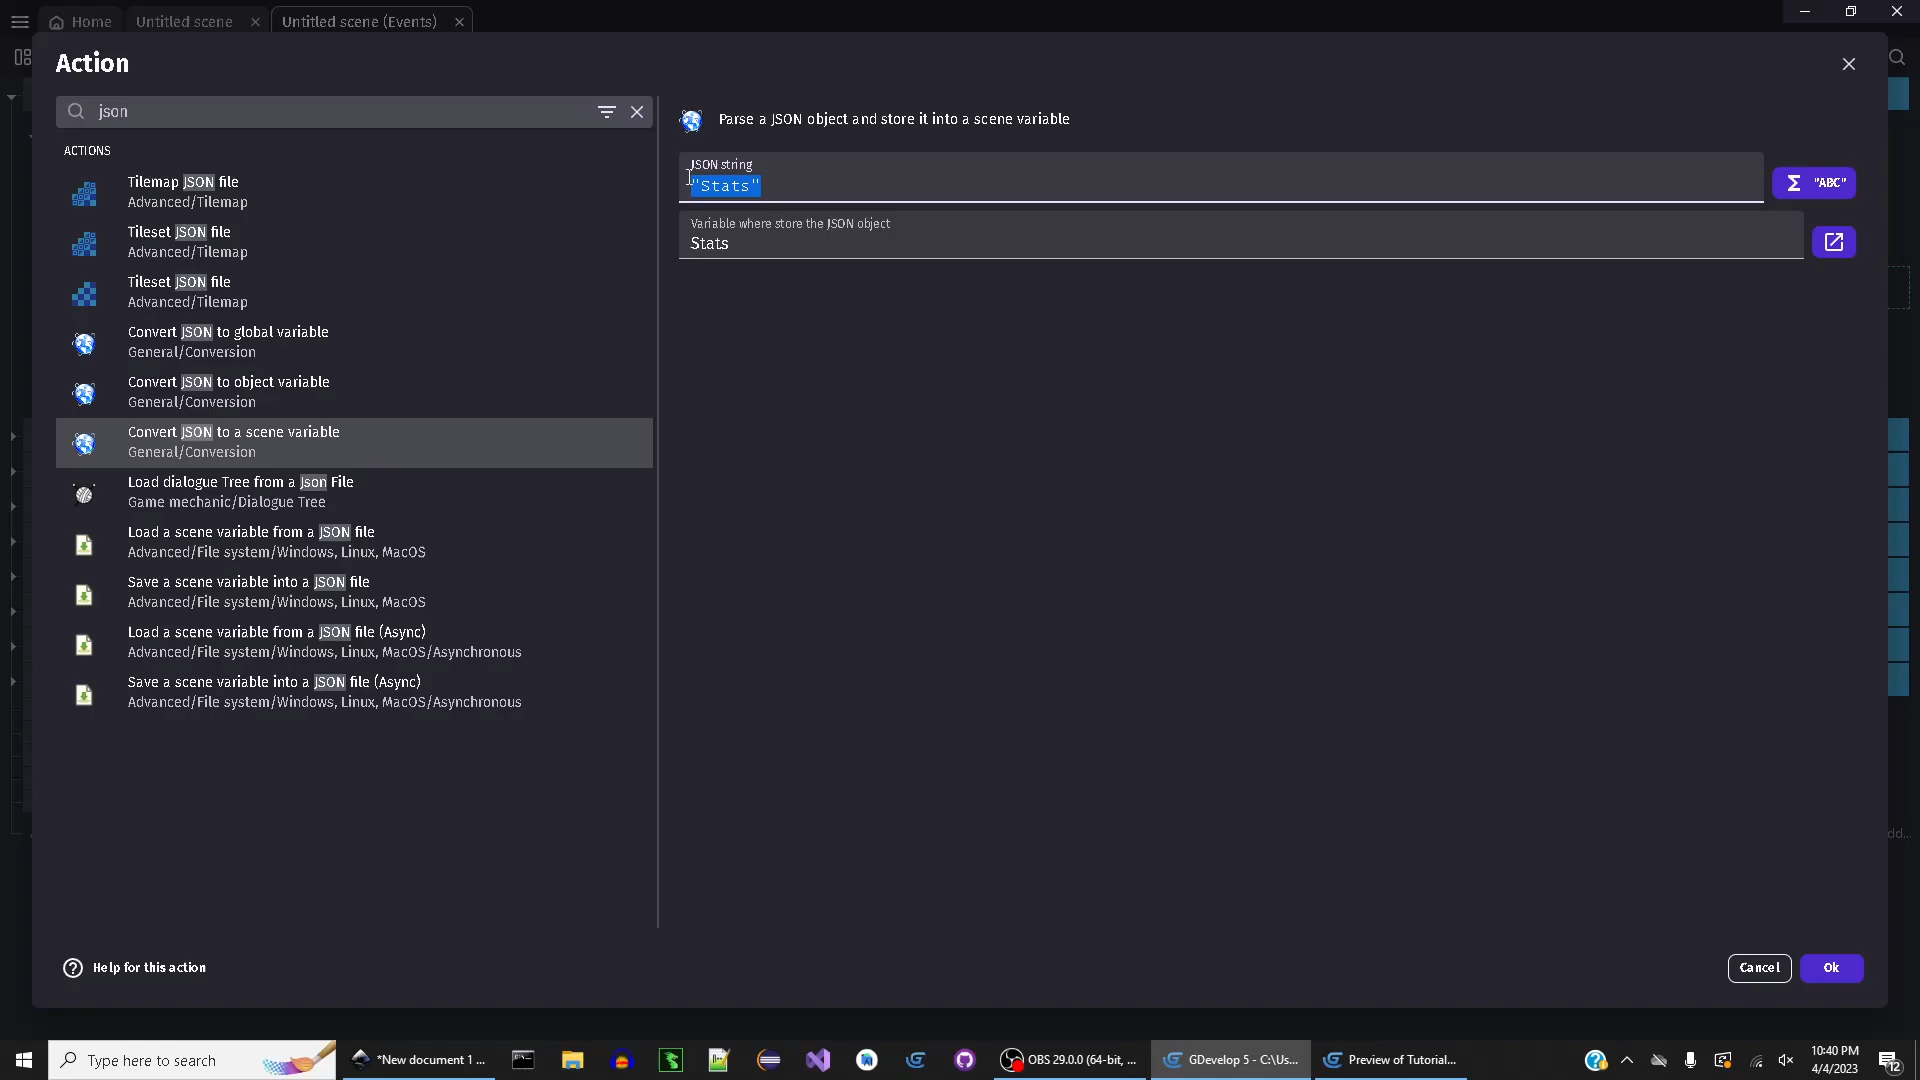 Home
Untitled scene
Untitled scene (Events)
Action
json
ACTIONS
Tilemap JSON file
Advanced/Tilemap
Tileset JSON file
Advanced/Tilemap
Tileset JSON file
Advanced/Tilemap
Convert JSON to global variable
General/Conversion
Convert JSON to object variable
General/Conversion
Convert JSON to a scene variable
General/Conversion
Load dialogue Tree from a Json File
Game mechanic/Dialogue Tree
Load a scene variable from a JSON file
Advanced/File system/Windows, Linux, MacOS
Save a scene variable into a JSON file
Advanced/File system/Windows, Linux, MacOS
Load a scene variable from a JSON file (Async)
Advanced/File system/Windows, Linux, MacOS/Asynchronous
Save a scene variable into a JSON file (Async)
Advanced/File system/Windows, Linux, MacOS/Asynchronous
Parse a JSON object and store it into a scene variable
JSON string
"Stats"
Σ "ABC"
Variable where store the JSON object
Stats
dd...
Help for this action
Cancel
Ok
Type here to search
*New document 1 ...
OBS 29.0.0 (64-bit, ...
GDevelop 5 - C:\Us...
Preview of Tutorial...
10:40 PM
4/4/2023
12